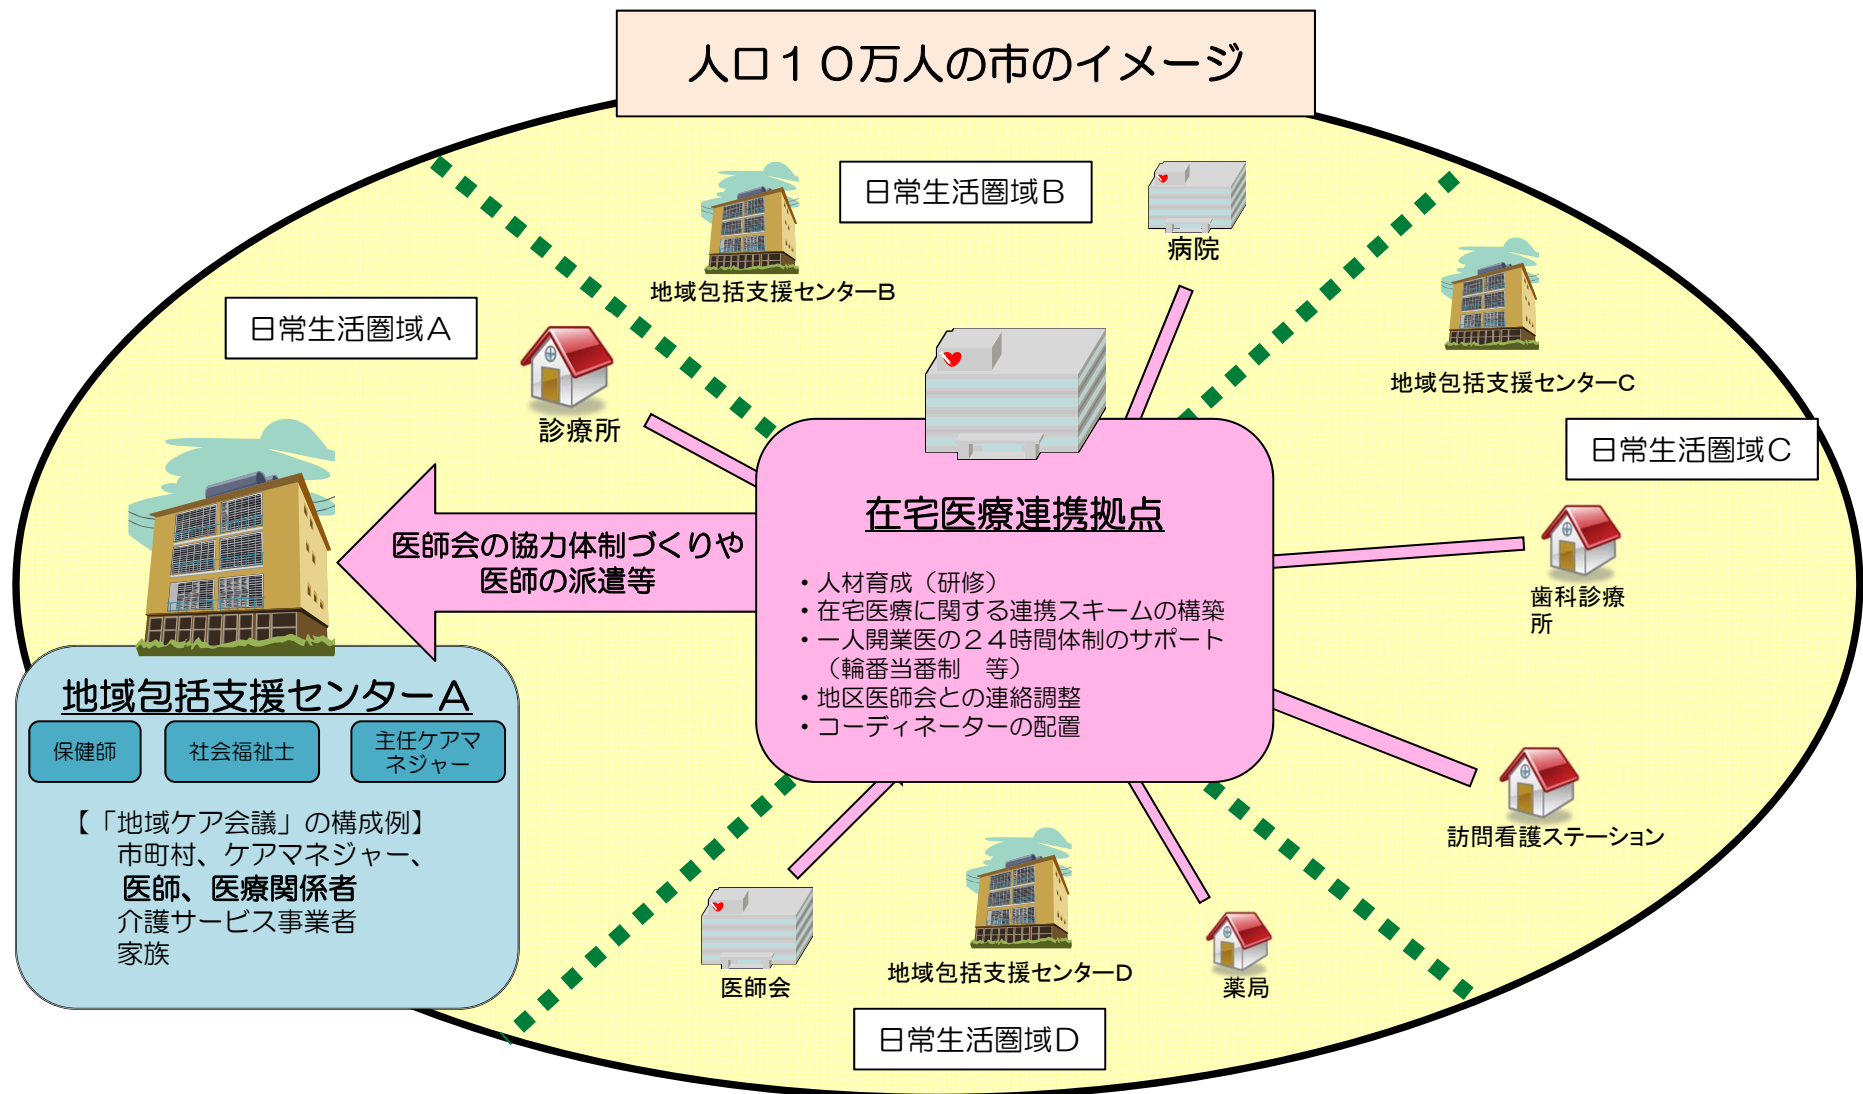 人口１０万人の市のイメージ
日常生活圏域Ｂ
病院
地域包括支援センターＢ
日常生活圏域Ａ
診療所
地域包括支援センターＣ
日常生活圏域Ｃ
在宅医療連携拠点
・人材育成（研修）
・在宅医療に関する連携スキームの構築
・一人開業医の２４時間体制のサポート
（輪番当番制　等）
・地区医師会との連絡調整
・コーディネーターの配置
医師会の協力体制づくりや
医師の派遣等
歯科診療
所
訪問看護ステーション
地域包括支援センターＡ
保健師
社会福祉士
主任ケアマ
ネジャー
【「地域ケア会議」の構成例】
市町村、ケアマネジャー、
医師、医療関係者
介護サービス事業者
家族
医師会
地域包括支援センターＤ
薬局
日常生活圏域Ｄ